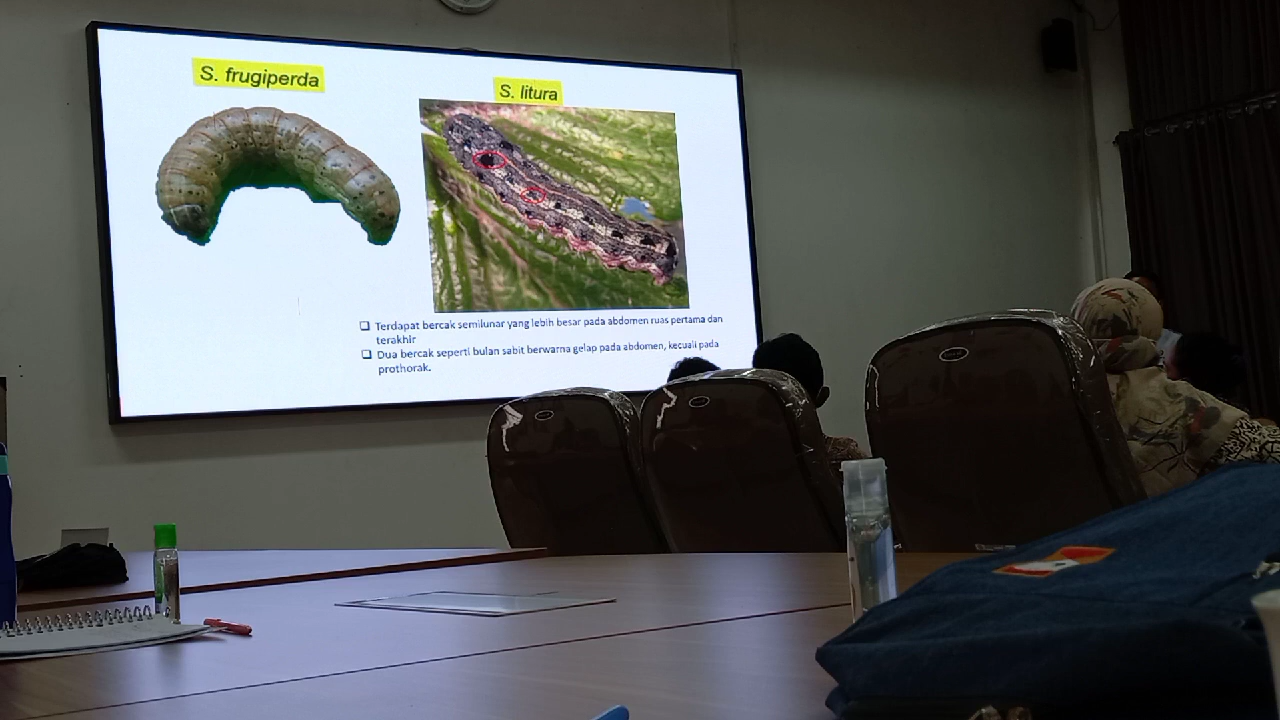 S. frugiperda
S. litura
❑ Terdapat bercak semilunar yang lebih besar pada abdomen ruas pertama dan
terakhir
❑ Dua bercak seperti bulan sabit berwarna gelap pada abdomen, kecuali pada
prothorak.